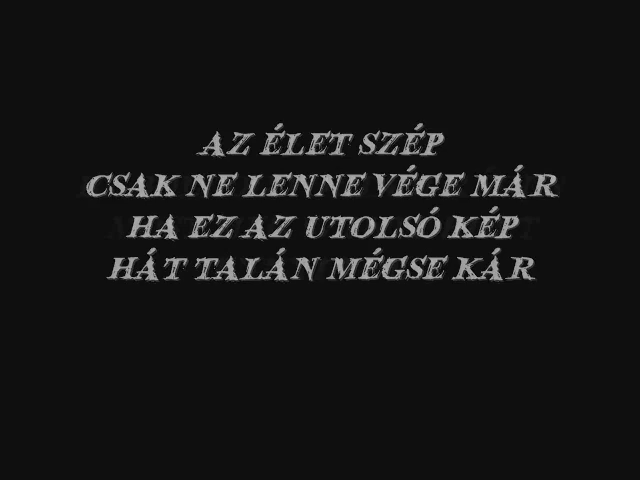 AZ ÉLET SZÉP
CSAK NE LENNE VÉGE MÁR
HA EZ AZ UTOLSÓ KÉP
HÁT TALÁN MÉGSE KÁR